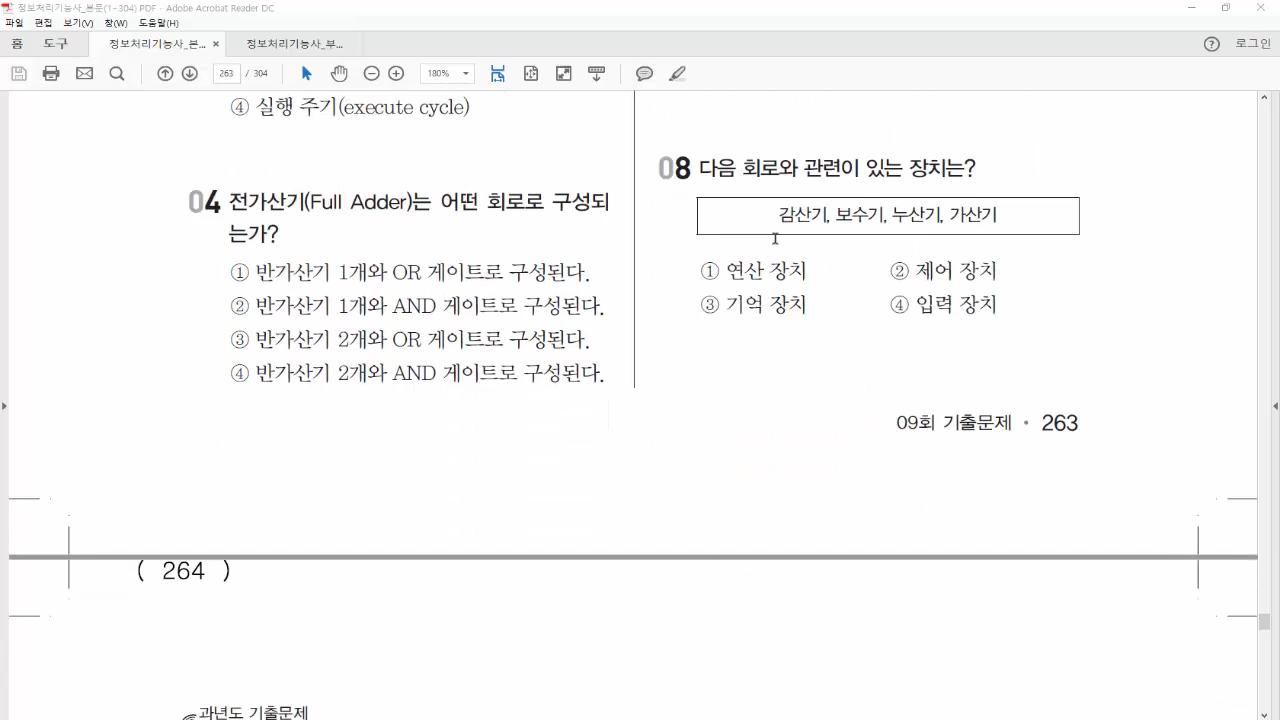 정보처리기능사_본문(1~304) PDF - Adobe Acrobat Reader DC
파일 편집 보기(V) 창(W) 도움말(H)
홈 도구 정보처리기능사_본... × 정보처리기능사_부... ? 로그인
263 / 304 180%
④ 실행 주기(execute cycle)
04 전가산기(Full Adder)는 어떤 회로로 구성되
는가?
① 반가산기 1개와 OR 게이트로 구성된다.
② 반가산기 1개와 AND 게이트로 구성된다.
③ 반가산기 2개와 OR 게이트로 구성된다.
④ 반가산기 2개와 AND 게이트로 구성된다.
08 다음 회로와 관련이 있는 장치는?
감산기, 보수기, 누산기, 가산기
① 연산 장치 ② 제어 장치
③ 기억 장치 ④ 입력 장치
09회 기출문제 • 263
( 264 )
과년도 기출문제